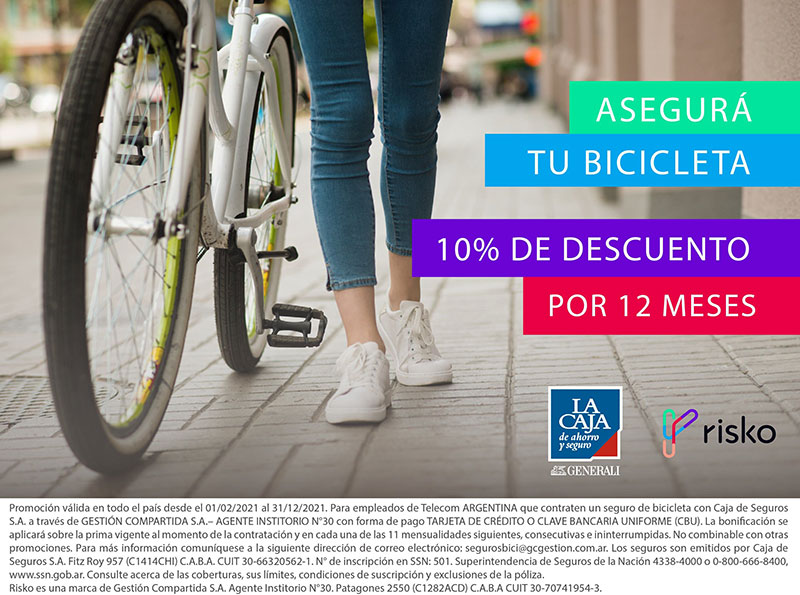 ASEGURÁ
TU BICICLETA
10% DE DESCUENTO
POR 12 MESES
LA
CAJA
de ahorro
y seguro
GENERALI
risko
Promoción válida en todo el país desde el 01/02/2021 al 31/12/2021. Para empleados de Telecom ARGENTINA que contraten un seguro de bicicleta con Caja de Seguros
S.A. a través de GESTIÓN COMPARTIDA S.A.– AGENTE INSTITORIO N°30 con forma de pago TARJETA DE CRÉDITO O CLAVE BANCARIA UNIFORME (CBU). La bonificación se
aplicará sobre la prima vigente al momento de la contratación y en cada una de las 11 mensualidades siguientes, consecutivas e ininterrumpidas. No combinable con otras
promociones. Para más información comuníquese a la siguiente dirección de correo electrónico: segurosbici@gcgestion.com.ar. Los seguros son emitidos por Caja de
Seguros S.A. Fitz Roy 957 (C1414CHI) C.A.B.A. CUIT 30-66320562-1. N° de inscripción en SSN: 501. Superintendencia de Seguros de la Nación 4338-4000 o 0-800-666-8400,
www.ssn.gob.ar. Consulte acerca de las coberturas, sus límites, condiciones de suscripción y exclusiones de la póliza.
Risko es una marca de Gestión Compartida S.A. Agente Institorio N°30. Patagones 2550 (C1282ACD) C.A.B.A CUIT 30-70741954-3.